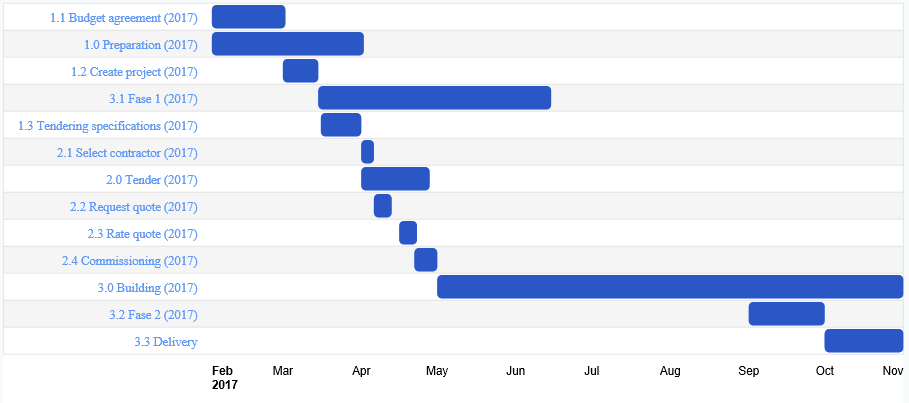 1.1 Budget agreement (2017)
1.0 Preparation (2017)
1.2 Create project (2017)
3.1 Fase 1 (2017)
1.3 Tendering specifications (2017)
2.1 Select contractor (2017)
2.0 Tender (2017)
2.2 Request quote (2017)
2.3 Rate quote (2017)
2.4 Commissioning (2017)
3.0 Building (2017)
3.2 Fase 2 (2017)
3.3 Delivery
Feb Mar Apr May Jun Jul Aug Sep Oct Nov
2017